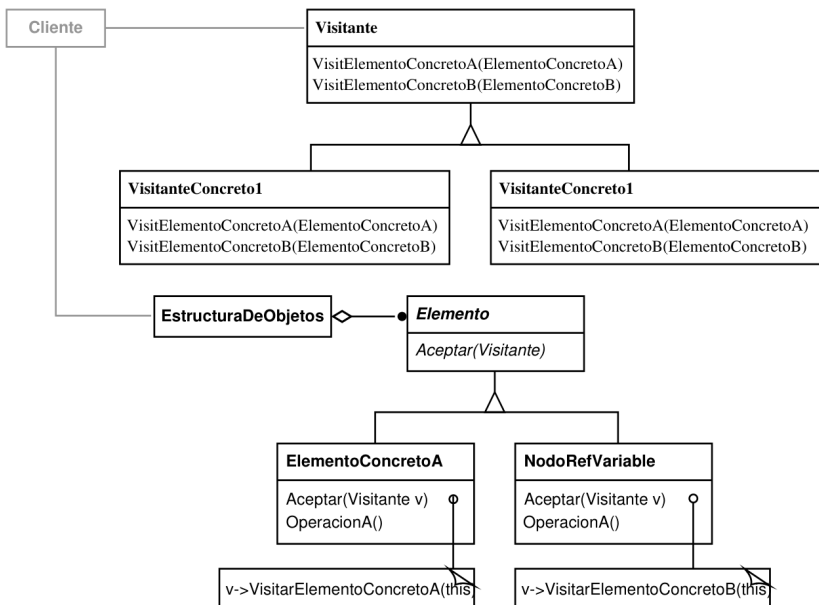 Cliente
Visitante
VisitElementoConcretoA(ElementoConcretoA)
VisitElementoConcretoB(ElementoConcretoB)
VisitanteConcreto1
VisitElementoConcretoA(ElementoConcretoA)
VisitElementoConcretoB(ElementoConcretoB)
VisitanteConcreto1
VisitElementoConcretoA(ElementoConcretoA)
VisitElementoConcretoB(ElementoConcretoB)
EstructuraDeObjetos
Elemento
Aceptar(Visitante)
ElementoConcretoA
Aceptar(Visitante v)
OperacionA()
NodoRefVariable
Aceptar(Visitante v)
OperacionA()
v->VisitarElementoConcretoA(this)
v->VisitarElementoConcretoB(this)